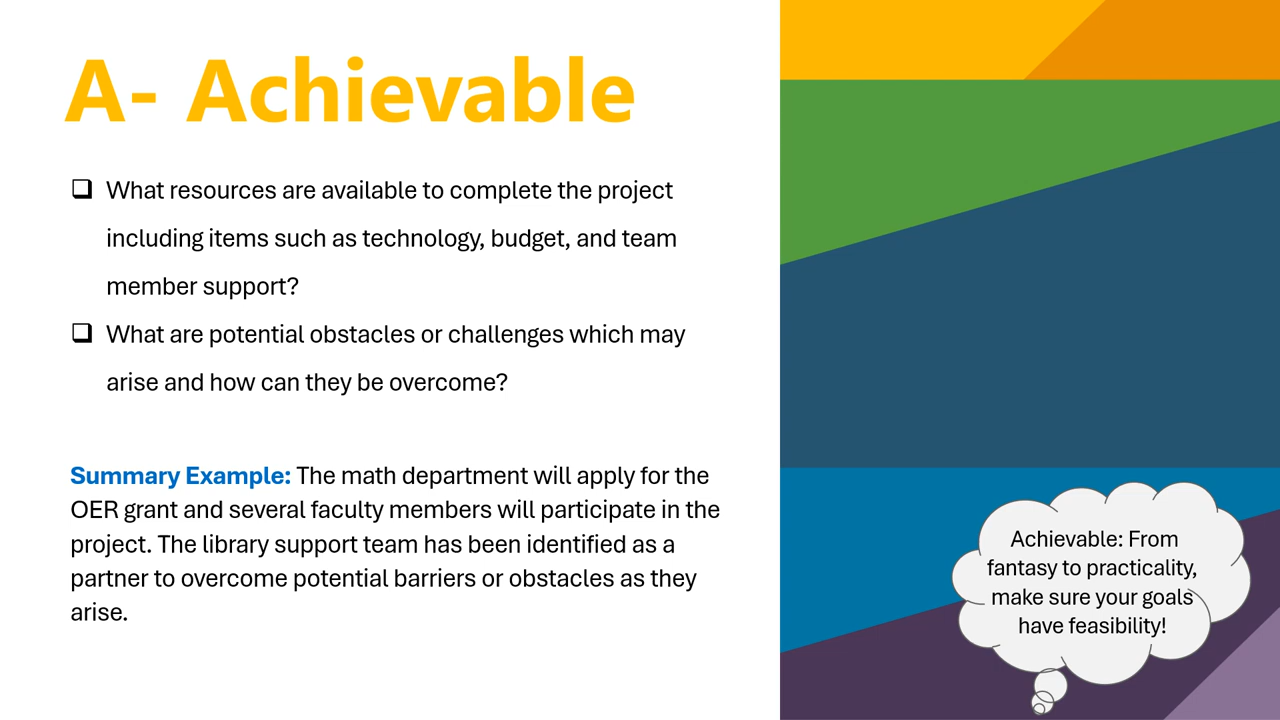 A- Achievable
❑ What resources are available to complete the project
including items such as technology, budget, and team
member support?
❑ What are potential obstacles or challenges which may
arise and how can they be overcome?
Summary Example: The math department will apply for the
OER grant and several faculty members will participate in the
project. The library support team has been identified as a
partner to overcome potential barriers or obstacles as they
arise.
Achievable: From
fantasy to practicality,
make sure your goals
have feasibility!